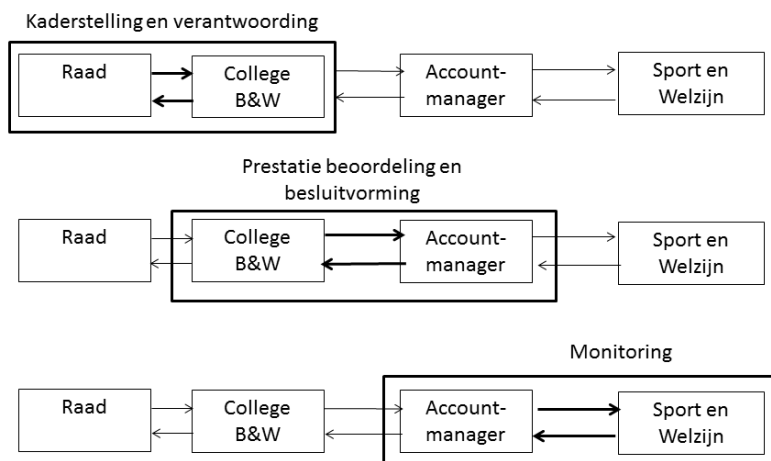 Kaderstelling en verantwoording
Raad
College
B&W
Account-
manager
Sport en
Welzijn
Prestatie beoordeling en
besluitvorming
Raad
College
B&W
Account-
manager
Sport en
Welzijn
Monitoring
Raad
College
B&W
Account-
manager
Sport en
Welzijn